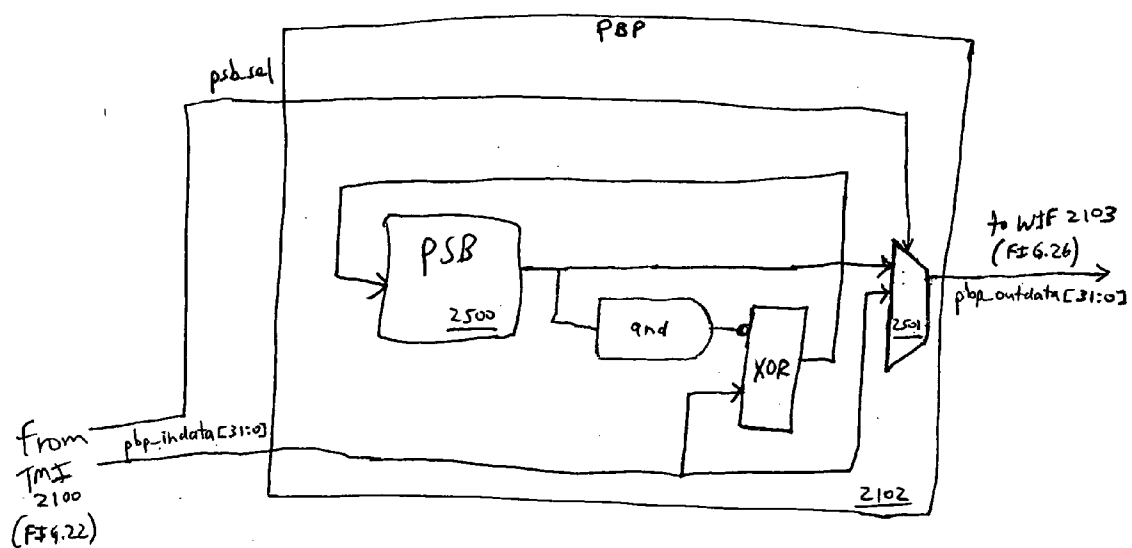 PBP
psb_sel
PSB
2500
and
XOR
2501
to WIF 2103
(FIG.26)
pbp_outdata[31:0]
From
TMI
2100
(FIG.22)
pbp_indata[31:0]
2102